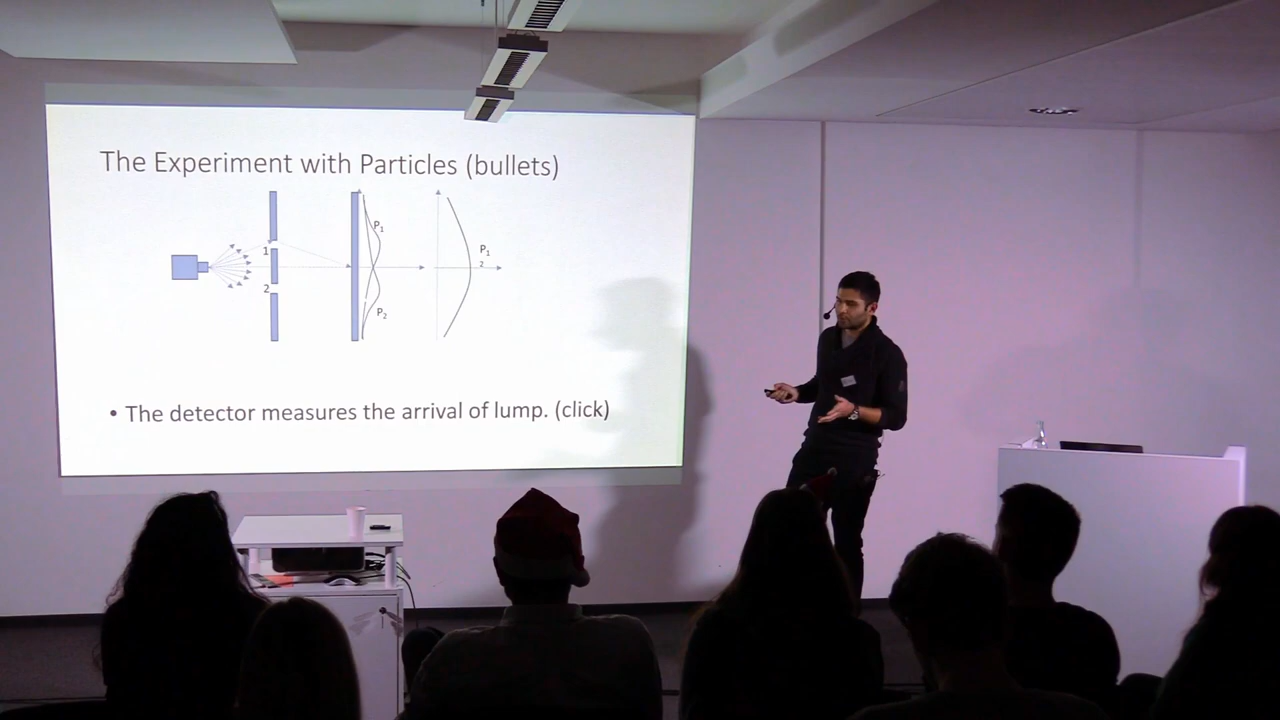 The Experiment with Particles (bullets)
1
2
P1
P2
P1
2
• The detector measures the arrival of lump. (click)